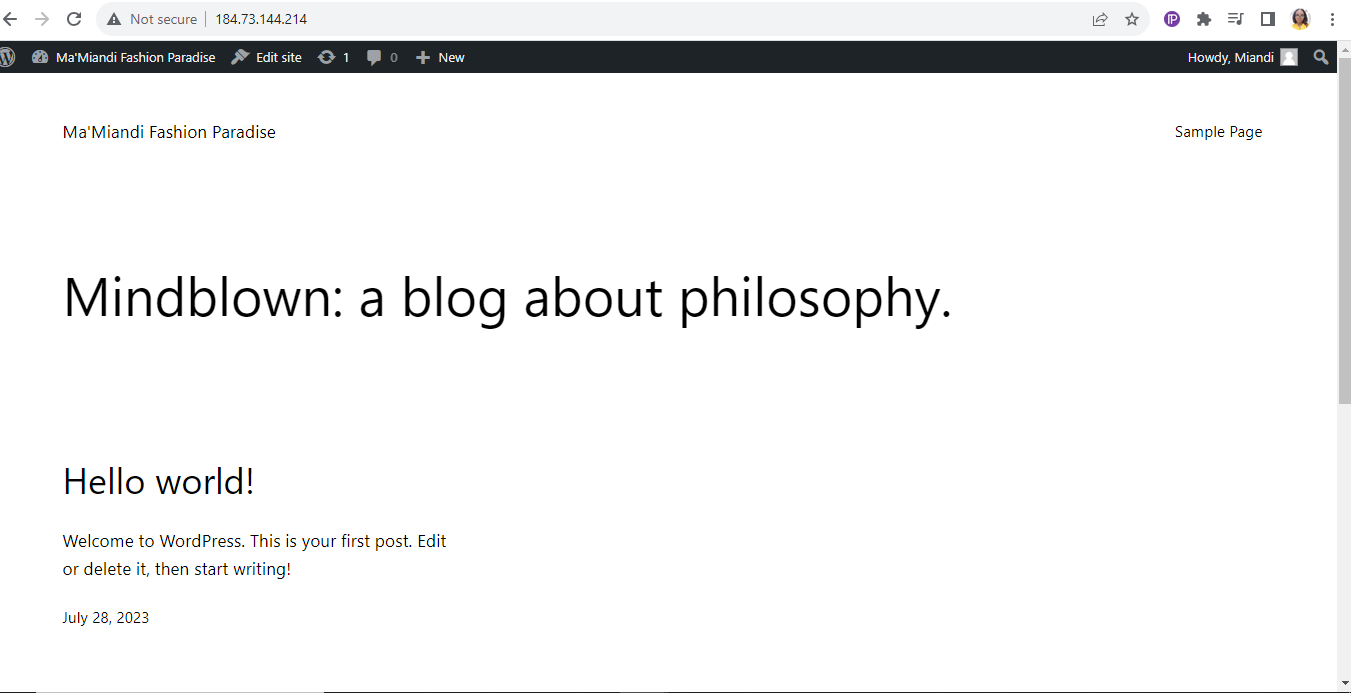 Not secure 184.73.144.214
Ma'Miandi Fashion Paradise Edit site 1 0 New Howdy, Miandi
Ma'Miandi Fashion Paradise Sample Page
Mindblown: a blog about philosophy.
Hello world!
Welcome to WordPress. This is your first post. Edit
or delete it, then start writing!
July 28, 2023